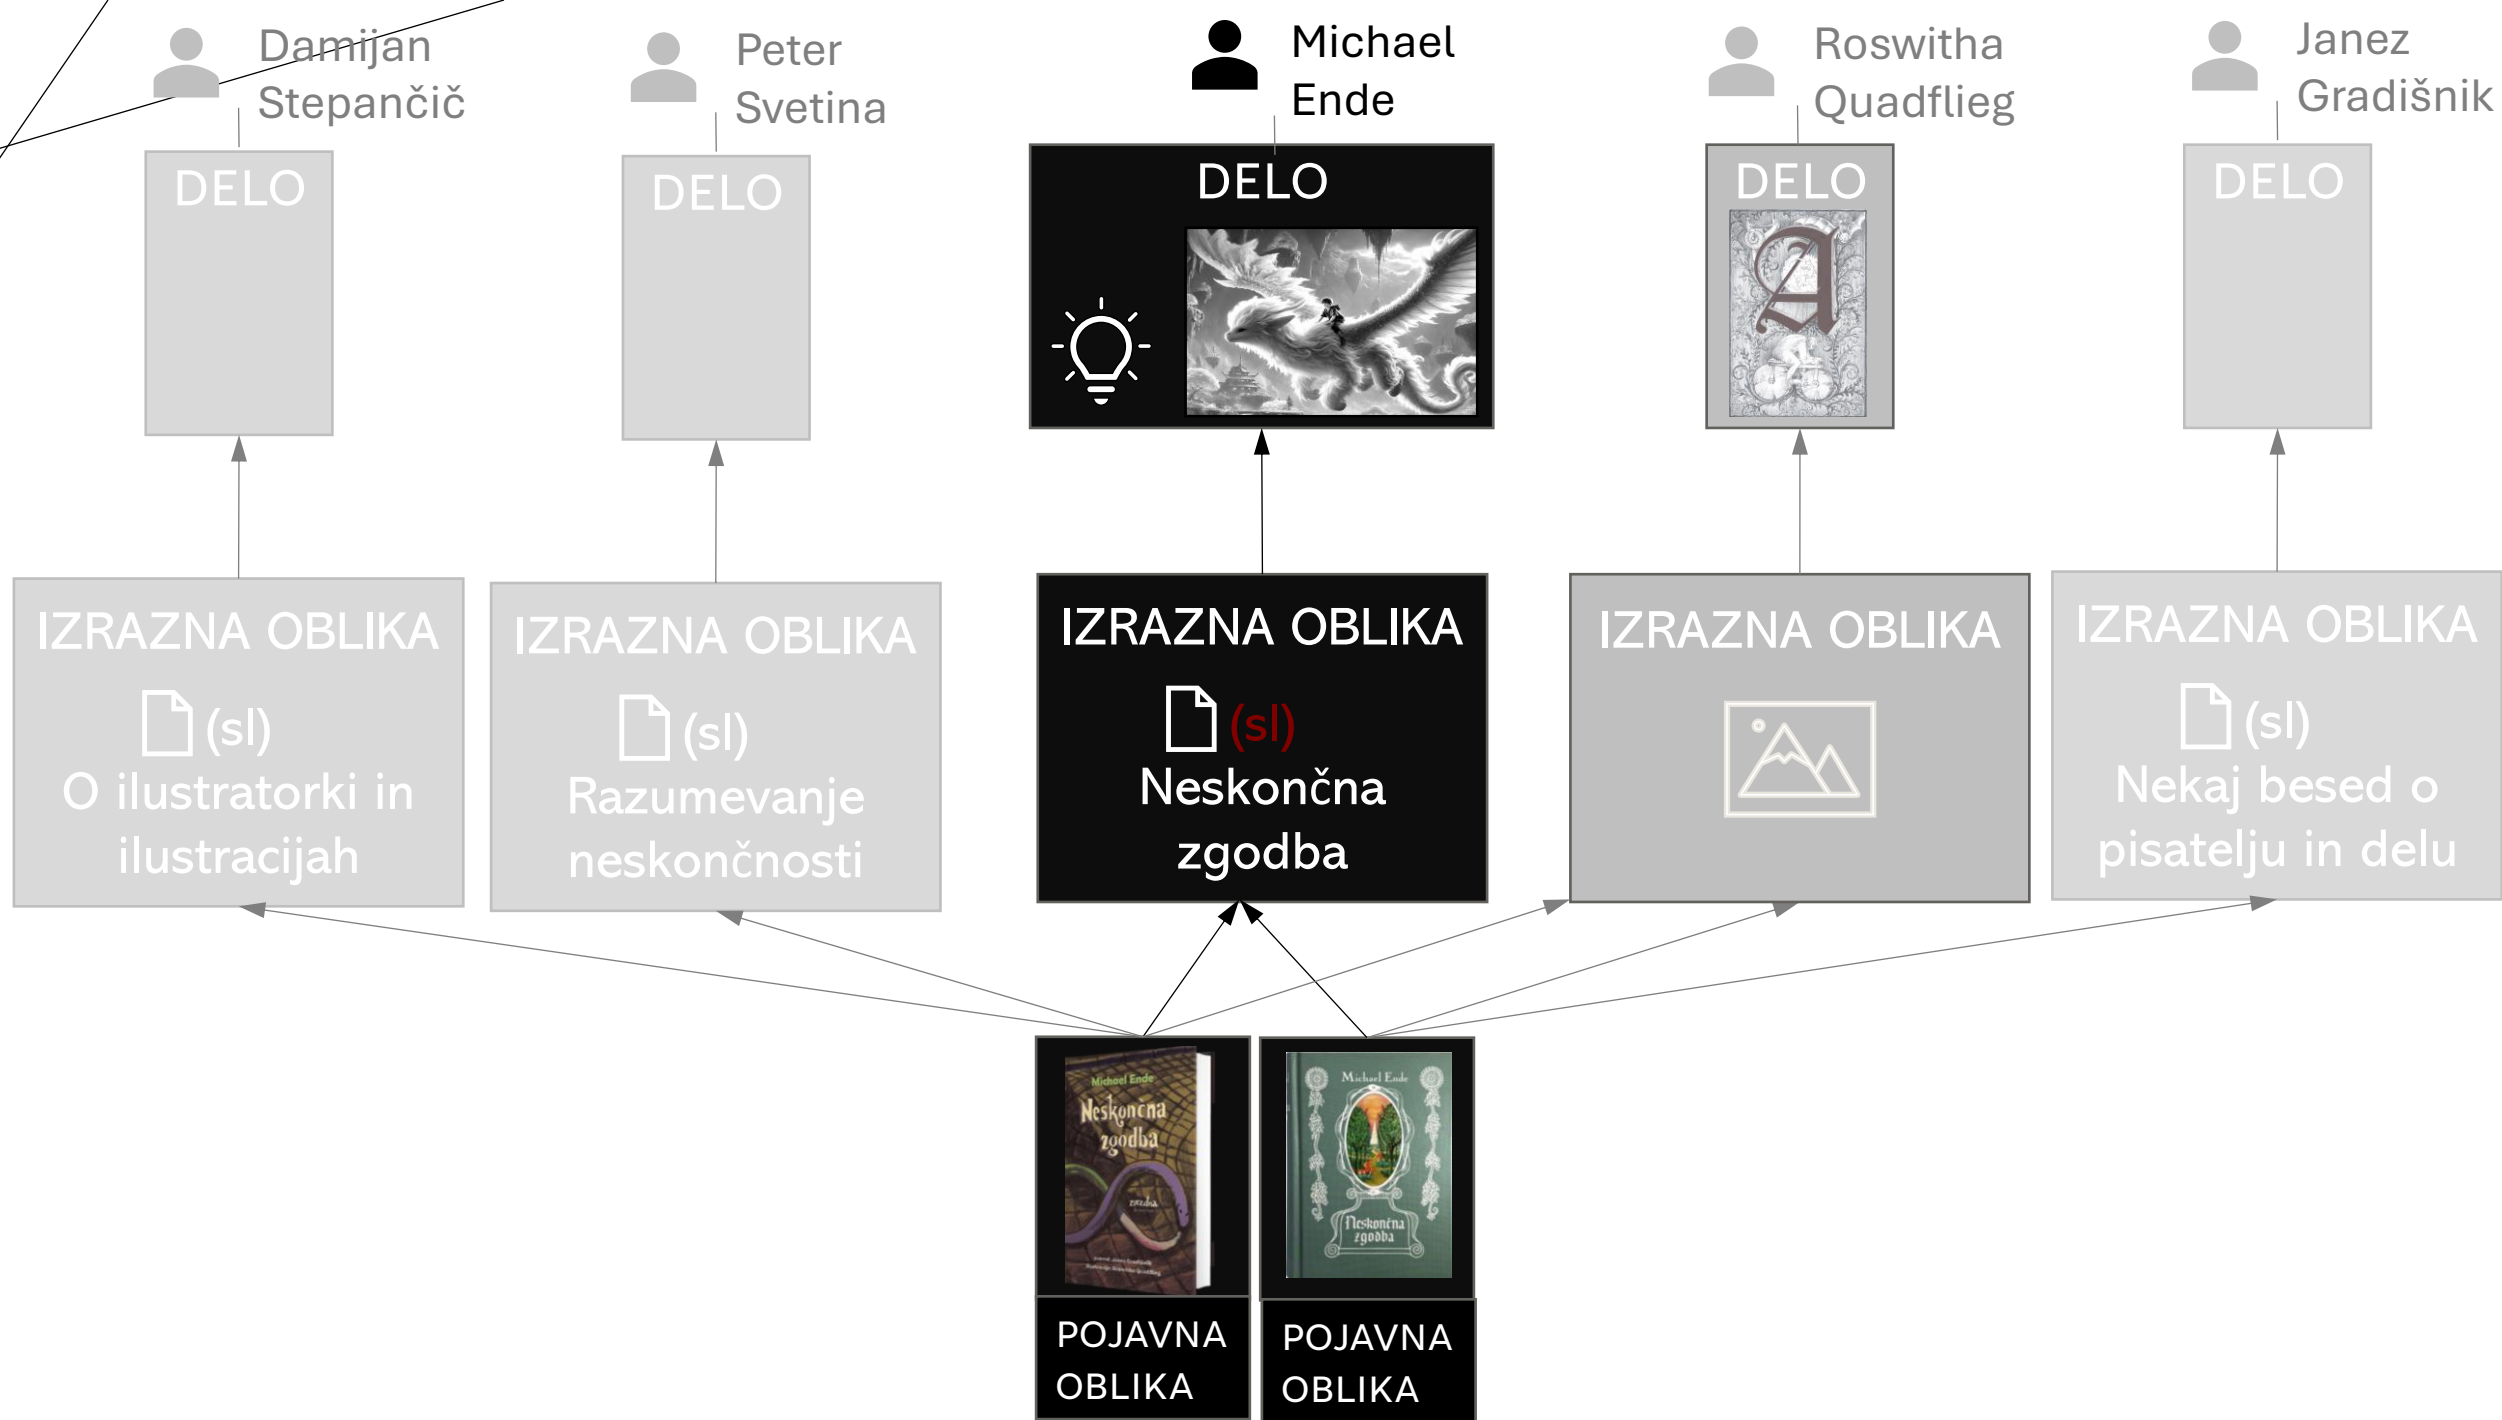 Damijan
Stepančič
Peter
Svetina
Michael
Ende
Roswitha
Quadflieg
Janez
Gradišnik
DELO
DELO
DELO
DELO
DELO
A
IZRAZNA OBLIKA
(sl)
O ilustratorki in
ilustracijah
IZRAZNA OBLIKA
(sl)
Razumevanje
neskončnosti
IZRAZNA OBLIKA
(sl)
Neskončna
zgodba
IZRAZNA OBLIKA
IZRAZNA OBLIKA
(sl)
Nekaj besed o
pisatelju in delu
Michael Ende
Neskončna
zgodba
Michael Ende
Neskončna
zgodba
POJAVNA
OBLIKA
POJAVNA
OBLIKA